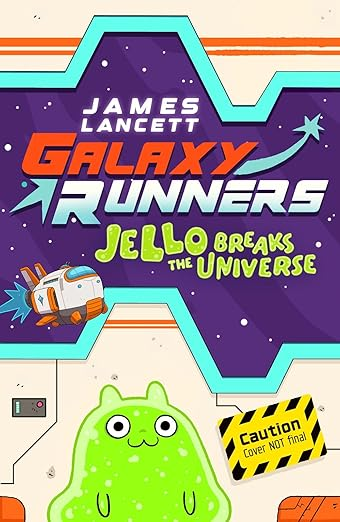 JAMES
LANCETT
GALAXY
RUNNERS
JELLO BREAKS
THE UNIVERSE
Caution
Cover NOT final